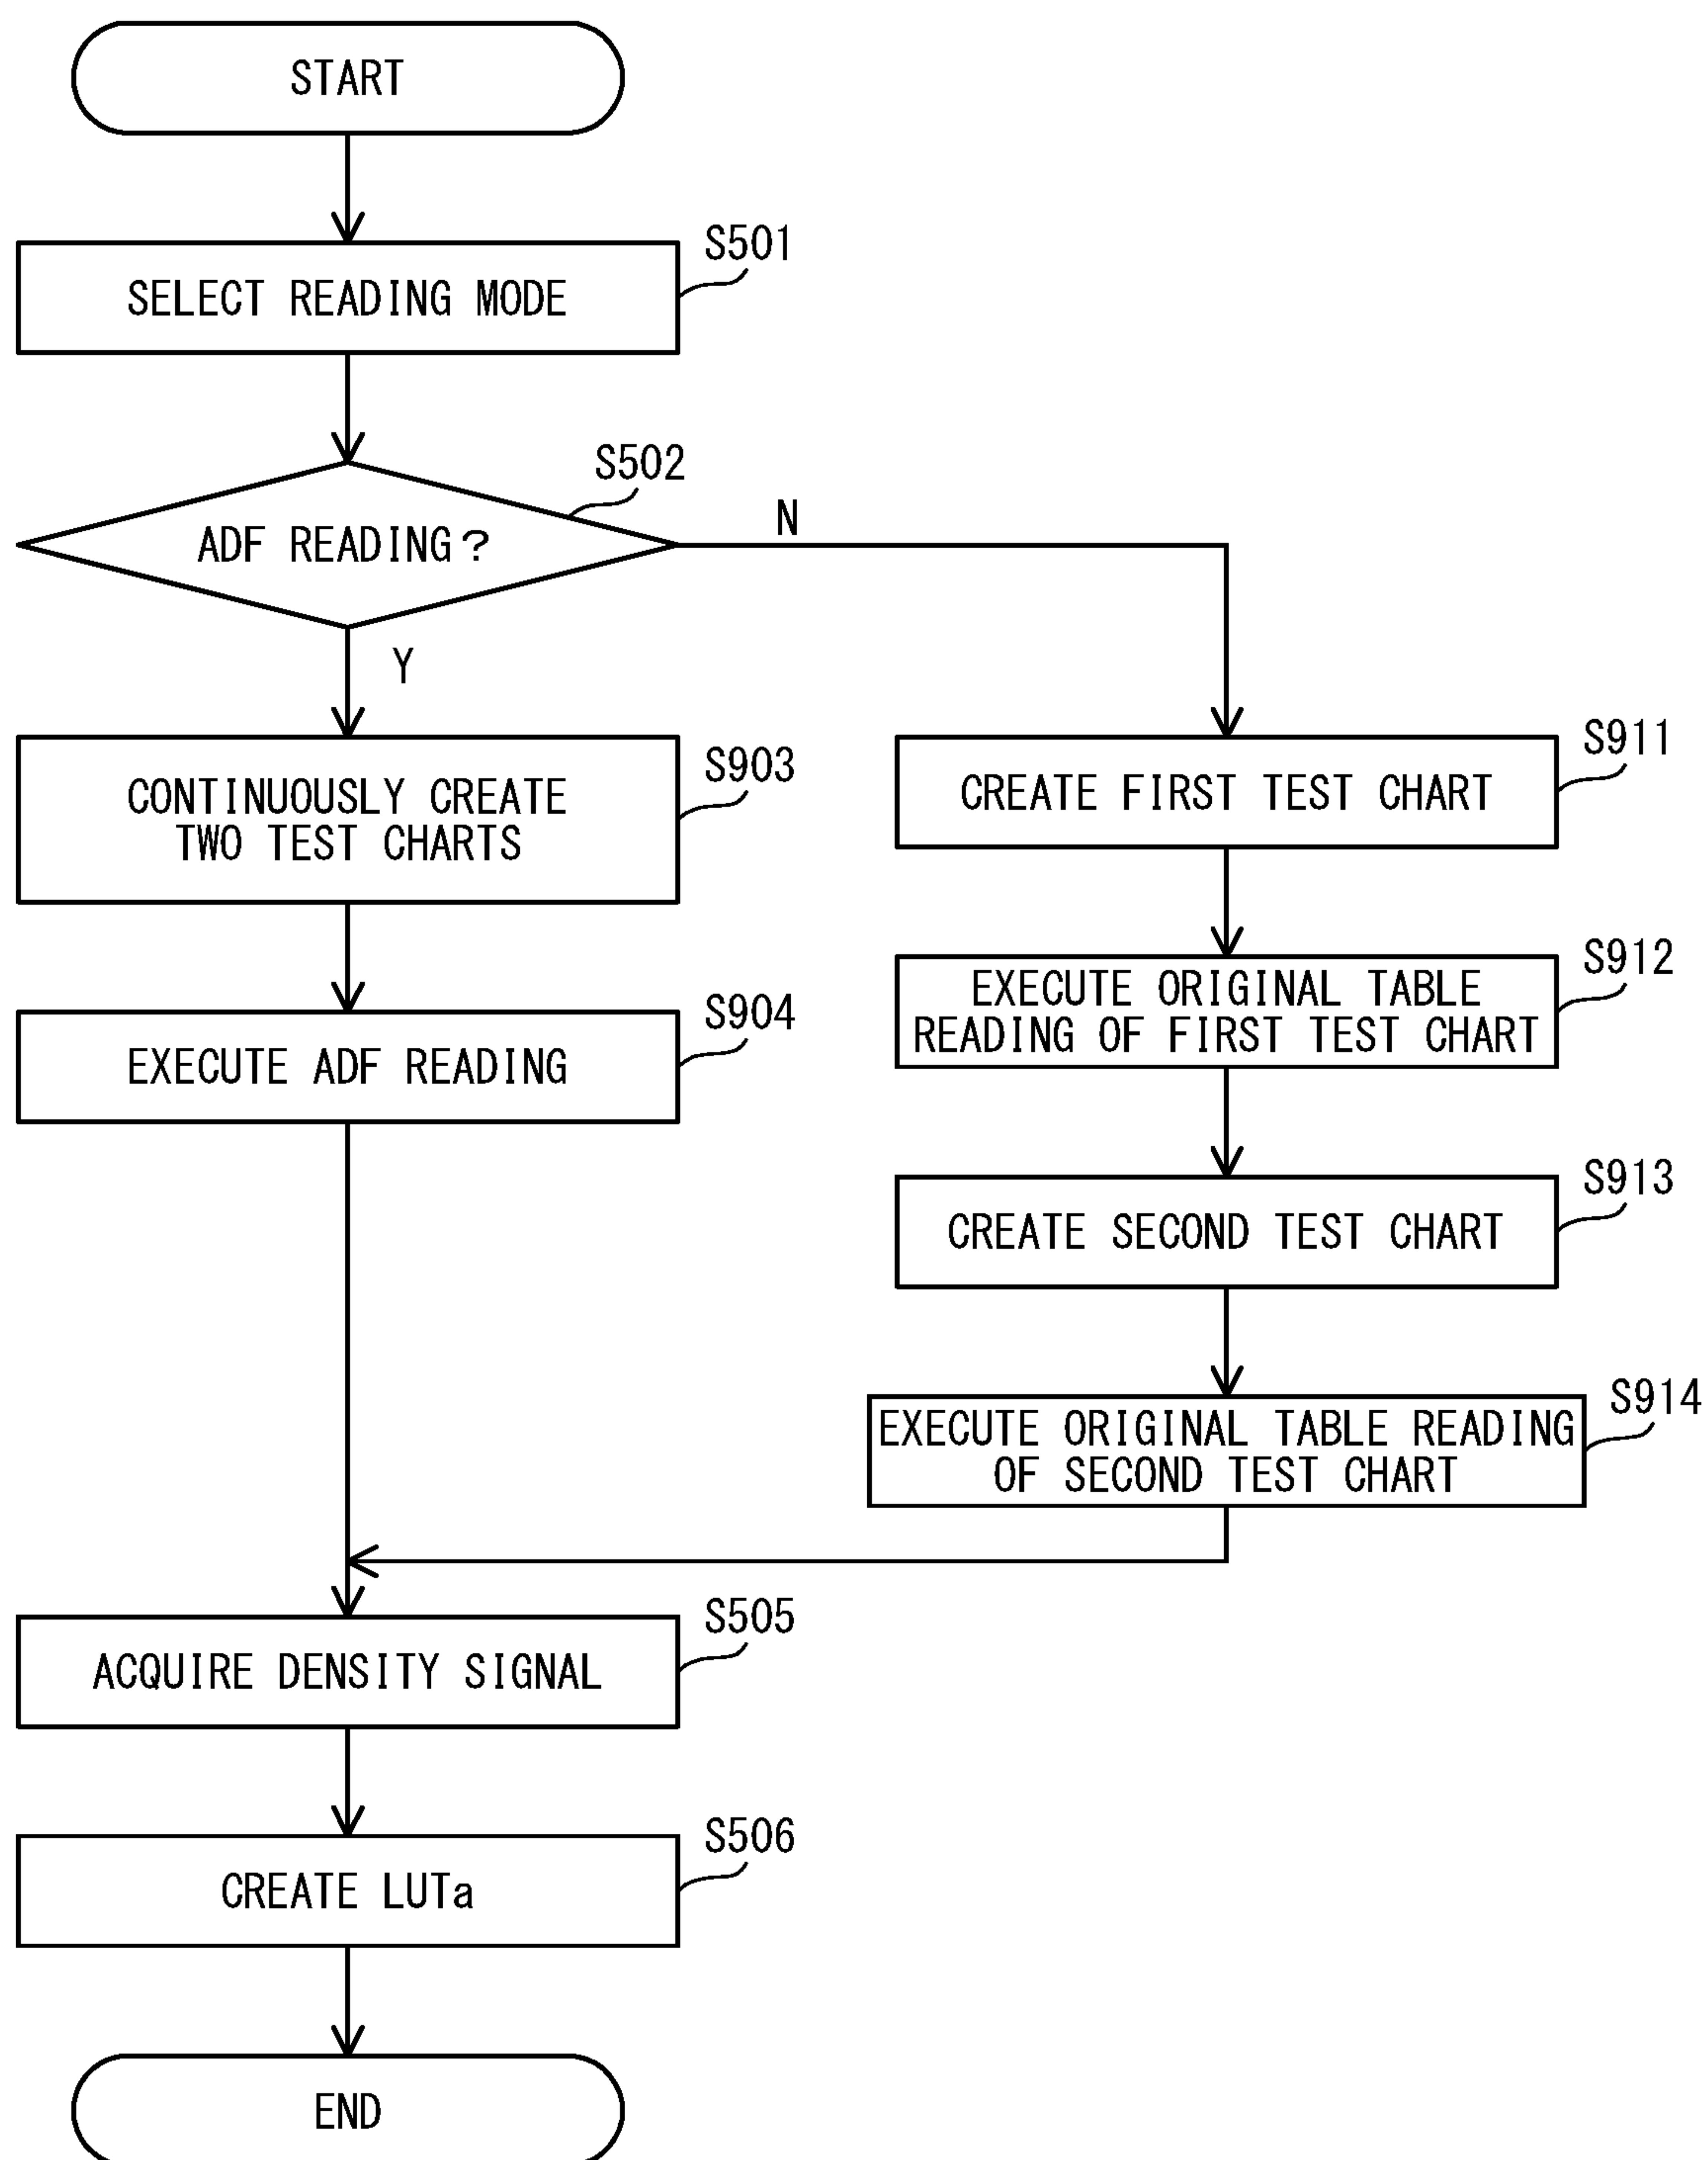 START
S501
SELECT READING MODE
S502
ADF READING?
N
Y
S903
CONTINUOUSLY CREATE
TWO TEST CHARTS
S904
EXECUTE ADF READING
S911
CREATE FIRST TEST CHART
S912
EXECUTE ORIGINAL TABLE
READING OF FIRST TEST CHART
S913
CREATE SECOND TEST CHART
S914
EXECUTE ORIGINAL TABLE READING
OF SECOND TEST CHART
S505
ACQUIRE DENSITY SIGNAL
S506
CREATE LUTa
END